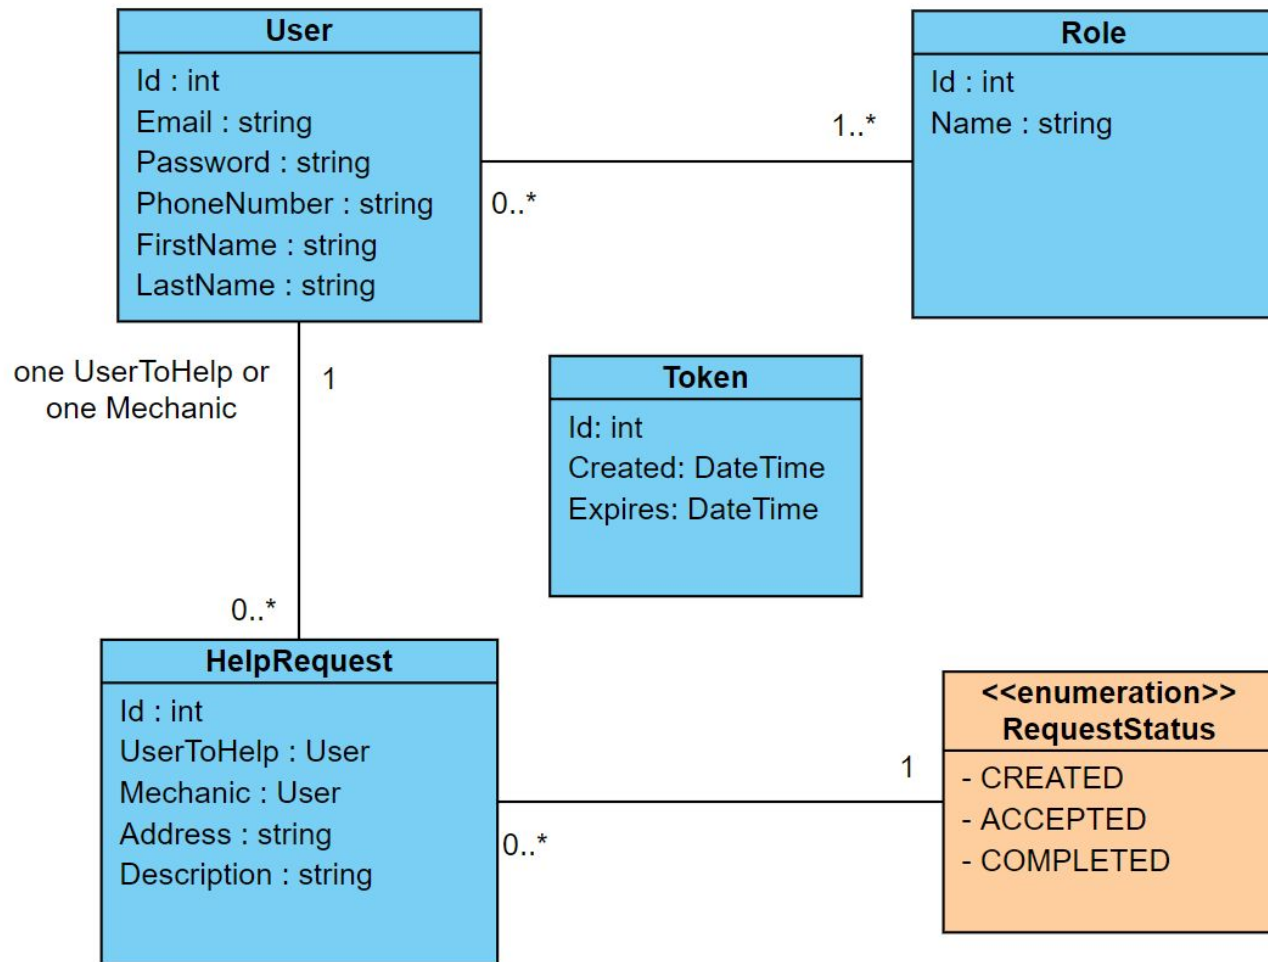 User
Id : int
Email : string
Password : string
PhoneNumber : string
FirstName : string
LastName : string
Role
Id : int
Name : string
1..*
0..*
one UserToHelp or
one Mechanic
1
0..*
Token
Id: int
Created: DateTime
Expires: DateTime
HelpRequest
Id : int
UserToHelp : User
Mechanic : User
Address : string
Description : string
1
0..*
<<enumeration>>
RequestStatus
- CREATED
- ACCEPTED
- COMPLETED